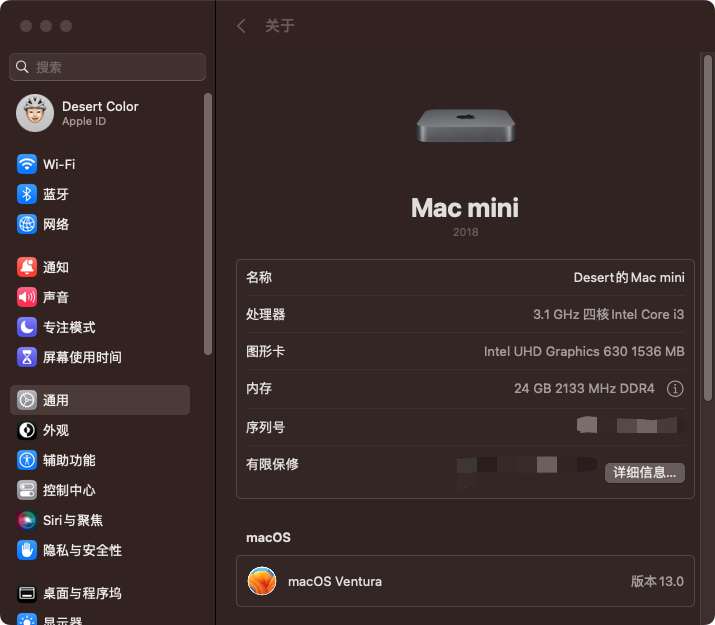 关于
搜索
Desert Color
Apple ID
Wi-Fi
蓝牙
网络
通知
声音
专注模式
屏幕使用时间
通用
外观
辅助功能
控制中心
Siri与聚焦
隐私与安全性
桌面与程序坞
显示器
Mac mini
2018
名称 Desert的Mac mini
处理器 3.1 GHz 四核Intel Core i3
图形卡 Intel UHD Graphics 630 1536 MB
内存 24 GB 2133 MHz DDR4
序列号
有限保修 详细信息...
macOS
macOS Ventura 版本13.0